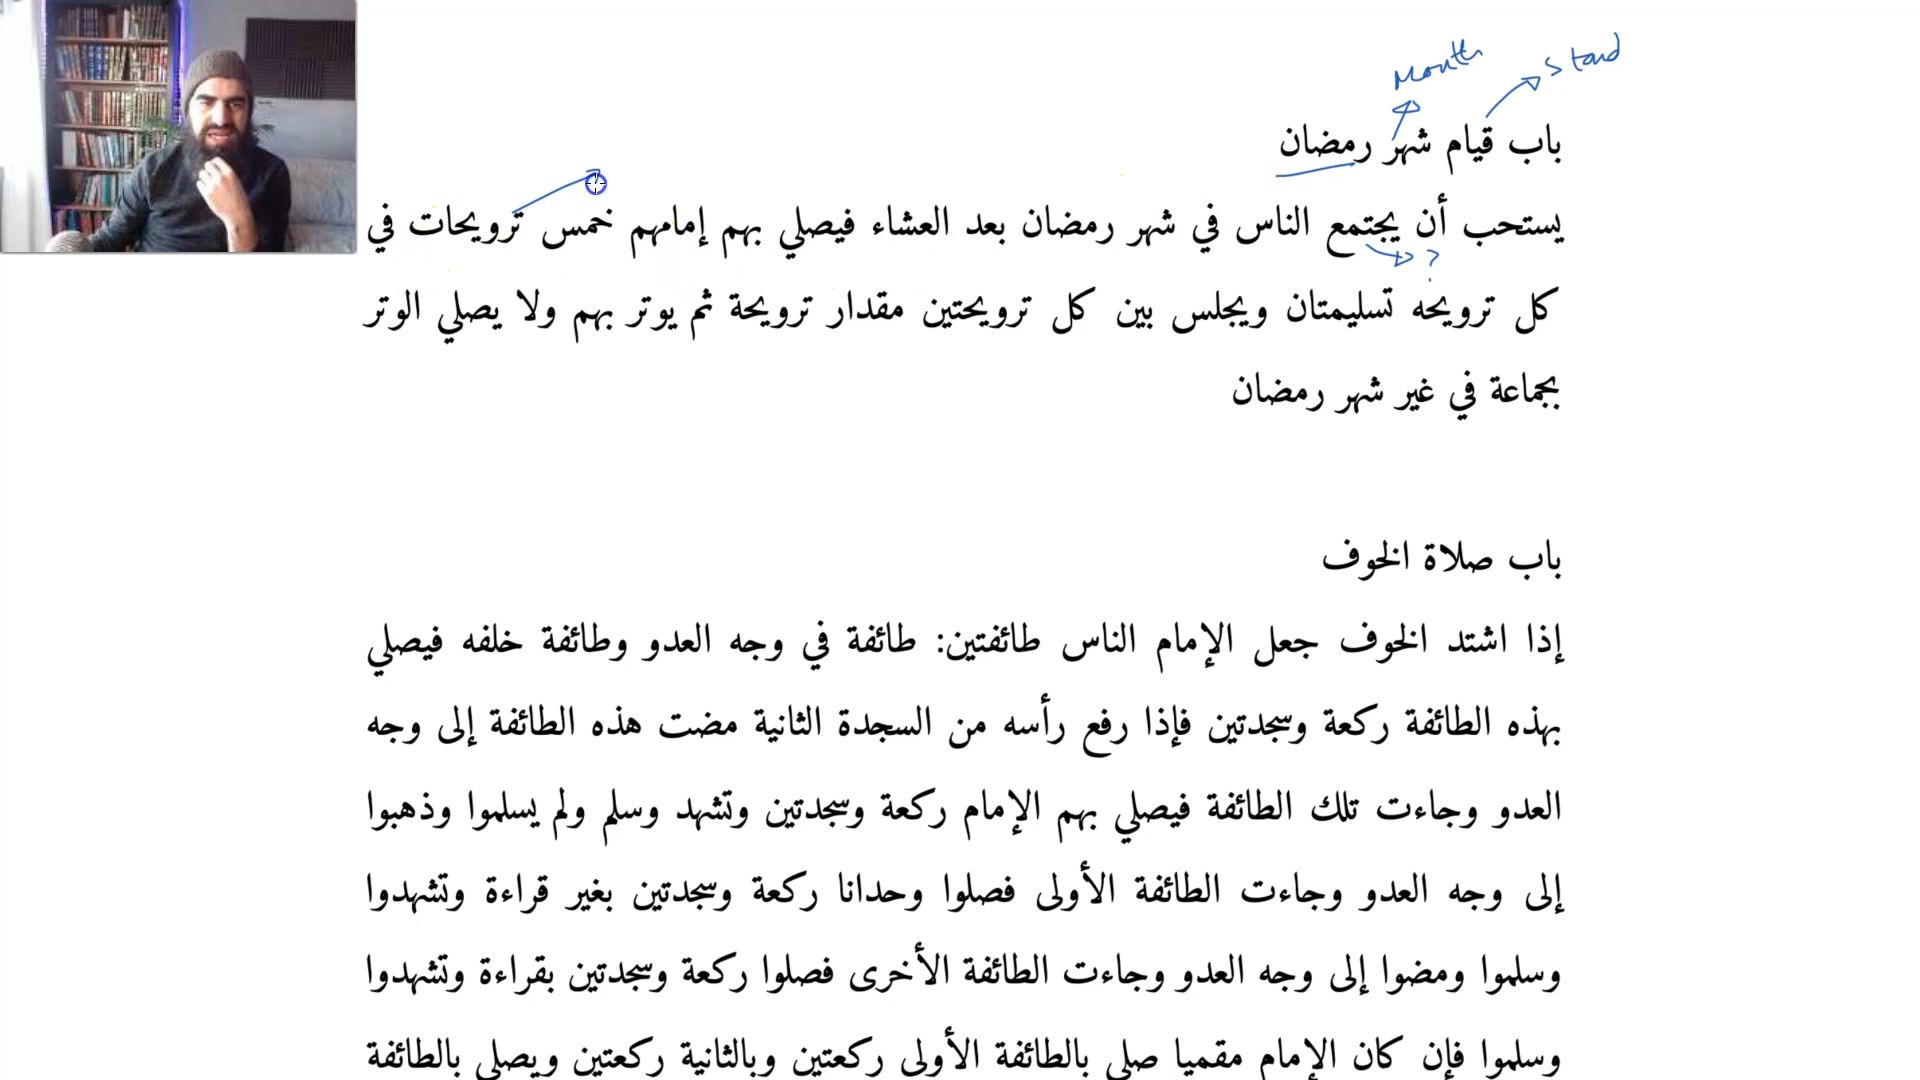 Month
Stand
باب قيام شهر رمضان
يستحب أن يجتمع الناس في شهر رمضان بعد العشاء فيصلي بهم إمامهم خمس ترويحات في
?
كل ترويحه تسليمتان ويجلس بين كل ترويحتين مقدار ترويحة ثم يوتر بهم ولا يصلي الوتر
بجماعة في غير شهر رمضان
باب صلاة الخوف
إذا اشتد الخوف جعل الإمام الناس طائفتين: طائفة في وجه العدو وطائفة خلفه فيصلي
بهذه الطائفة ركعة وسجدتين فإذا رفع رأسه من السجدة الثانية مضت هذه الطائفة إلى وجه
العدو وجاءت تلك الطائفة فيصلي بهم الإمام ركعة وسجدتين وتشهد وسلم ولم يسلموا وذهبوا
إلى وجه العدو وجاءت الطائفة الأولى فصلوا وحدانا ركعة وسجدتين بغير قراءة وتشهدوا
وسلموا ومضوا إلى وجه العدو وجاءت الطائفة الأخرى فصلوا ركعة وسجدتين بقراءة وتشهدوا
وسلموا فإن كان الإمام مقميا صلى بالطائفة الأولى ركعتين وبالثانية ركعتين ويصلي بالطائفة